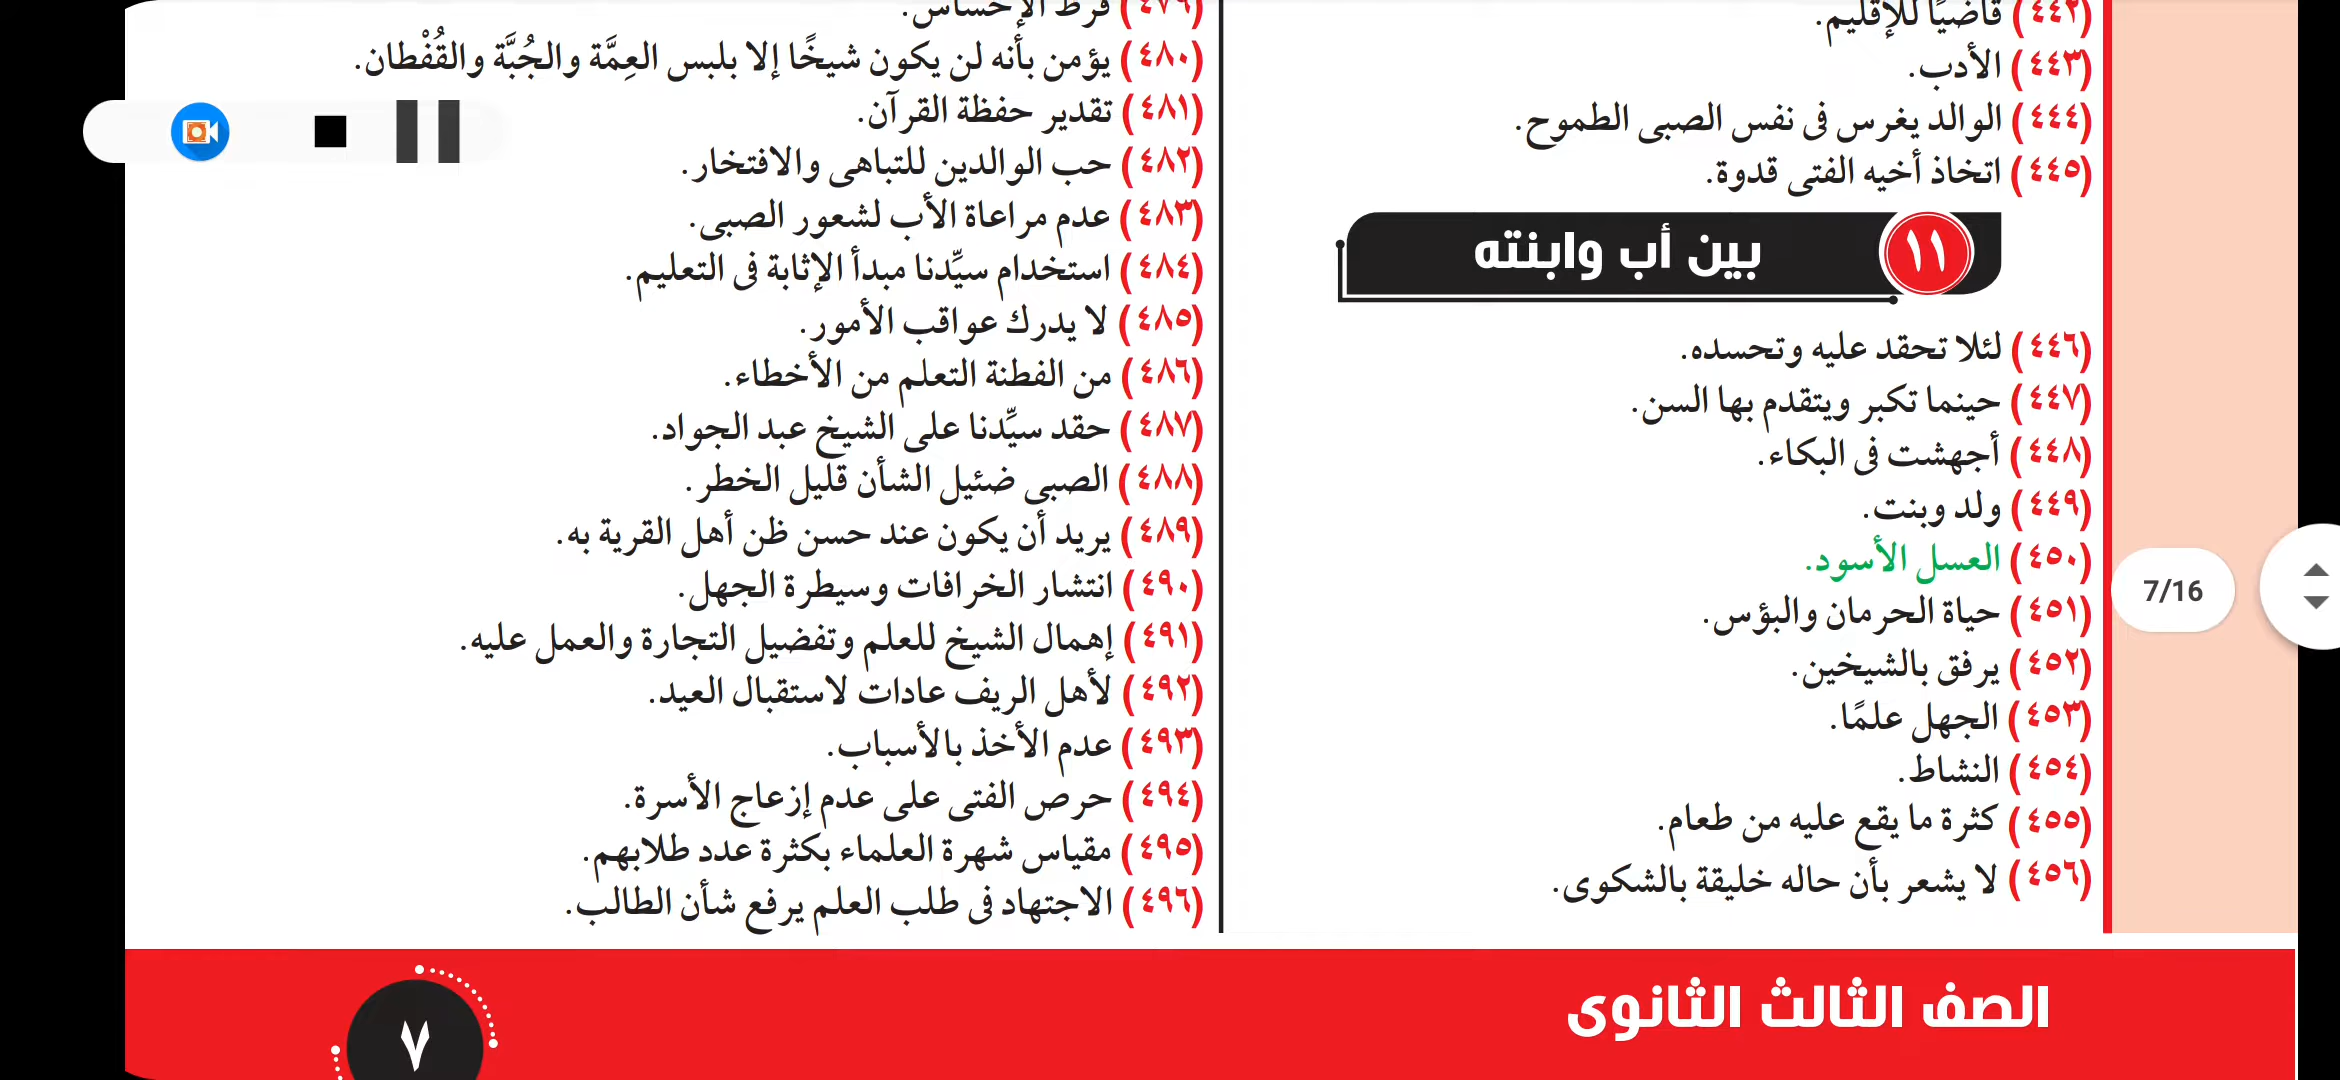 (٤٤٢) قاضيًا للإقليم.
(٤٤٣) الأدب.
(٤٤٤) الوالد يغرس فى نفس الصبى الطموح.
(٤٤٥) اتخاذ أخيه الفتى قدوة.
١١ بين أب وابنته
(٤٤٦) لئلا تحقد عليه وتحسده.
(٤٤٧) حينما تكبر ويتقدم بها السن.
(٤٤٨) أجهشت فى البكاء.
(٤٤٩) ولد وبنت.
(٤٥٠) العسل الأسود.
(٤٥١) حياة الحرمان والبؤس.
(٤٥٢) يرفق بالشيخين.
(٤٥٣) الجهل علمًا.
(٤٥٤) النشاط.
(٤٥٥) كثرة ما يقع عليه من طعام.
(٤٥٦) لا يشعر بأن حاله خليقة بالشكوى.
(٤٧٩) فرط الإحساس.
(٤٨٠) يؤمن بأنه لن يكون شيخًا إلا بلبس العِمَّة والجُبَّة والقُفْطان.
(٤٨١) تقدير حفظة القرآن.
(٤٨٢) حب الوالدين للتباهى والافتخار.
(٤٨٣) عدم مراعاة الأب لشعور الصبى.
(٤٨٤) استخدام سيِّدنا مبدأ الإثابة فى التعليم.
(٤٨٥) لا يدرك عواقب الأمور.
(٤٨٦) من الفطنة التعلم من الأخطاء.
(٤٨٧) حقد سيِّدنا على الشيخ عبد الجواد.
(٤٨٨) الصبى ضئيل الشأن قليل الخطر.
(٤٨٩) يريد أن يكون عند حسن ظن أهل القرية به.
(٤٩٠) انتشار الخرافات وسيطرة الجهل.
(٤٩١) إهمال الشيخ للعلم وتفضيل التجارة والعمل عليه.
(٤٩٢) لأهل الريف عادات لاستقبال العيد.
(٤٩٣) عدم الأخذ بالأسباب.
(٤٩٤) حرص الفتى على عدم إزعاج الأسرة.
(٤٩٥) مقياس شهرة العلماء بكثرة عدد طلابهم.
(٤٩٦) الاجتهاد فى طلب العلم يرفع شأن الطالب.
7/16
الصف الثالث الثانوى
٧